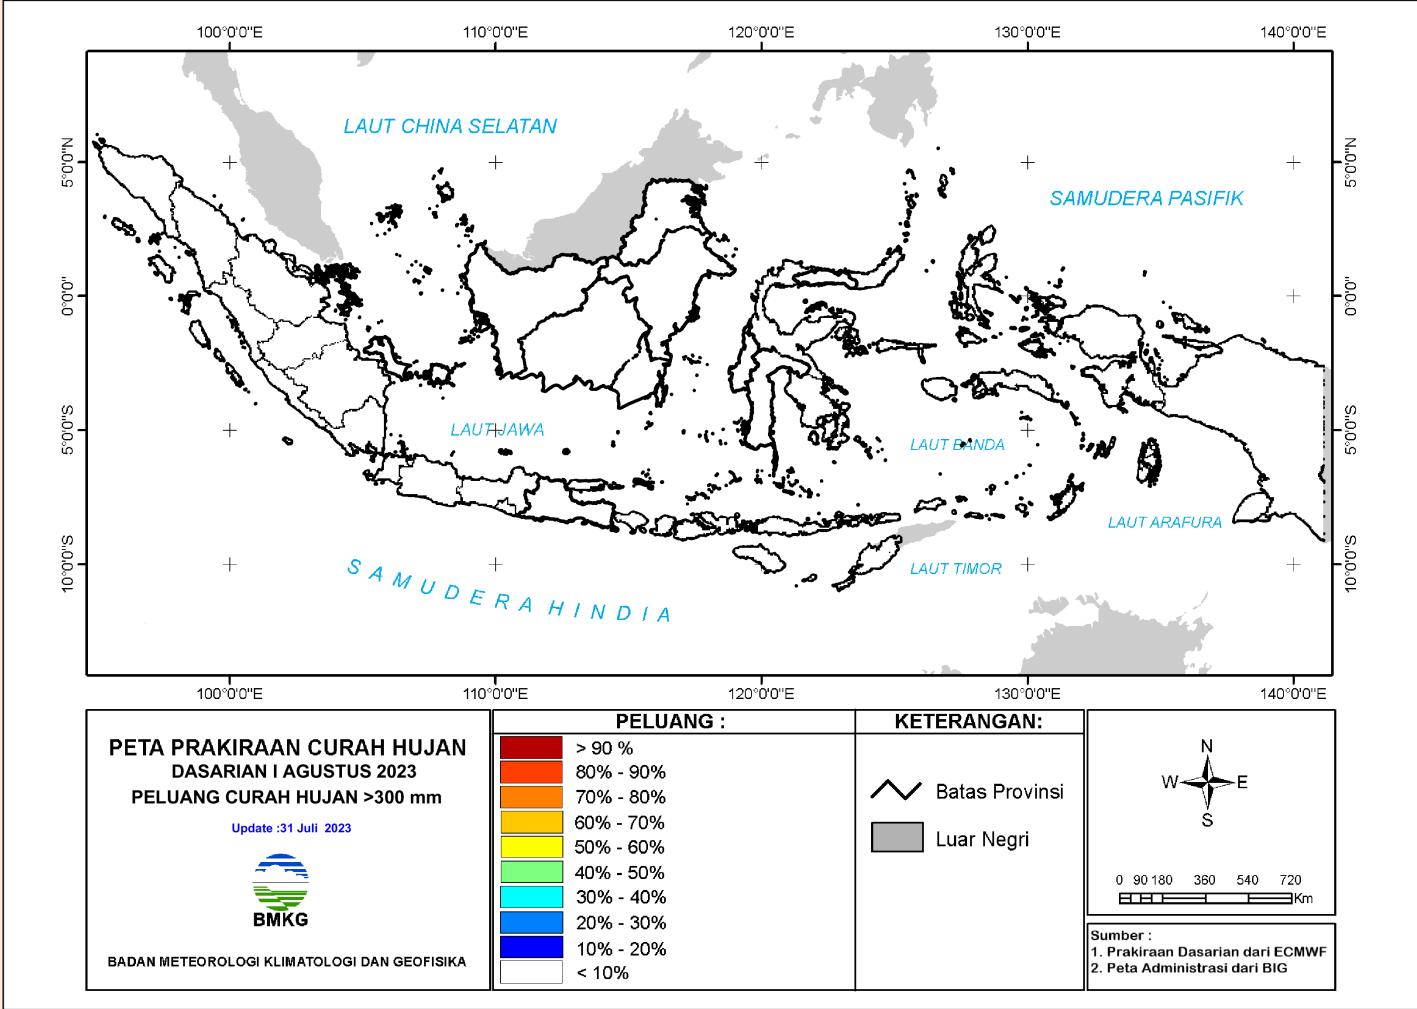 100°0'0"E 110°0'0"E 120°0'0"E 130°0'0"E 140°0'0"E
LAUT CHINA SELATAN
5°0'0"N 5°0'0"N
SAMUDERA PASIFIK
0°0'0" 0°0'0"
LAUT JAWA
5°0'0"S 5°0'0"S
LAUT BANDA
LAUT ARAFURA
10°0'0"S 10°0'0"S
LAUT TIMOR
SAMUDERA HINDIA
100°0'0"E 110°0'0"E 120°0'0"E 130°0'0"E 140°0'0"E
PETA PRAKIRAAN CURAH HUJAN
DASARIAN I AGUSTUS 2023
PELUANG CURAH HUJAN >300 mm
Update :31 Juli 2023
BMKG
BADAN METEOROLOGI KLIMATOLOGI DAN GEOFISIKA
PELUANG :
> 90 %
80% - 90%
70% - 80%
60% - 70%
50% - 60%
40% - 50%
30% - 40%
20% - 30%
10% - 20%
< 10%
KETERANGAN:
Batas Provinsi
Luar Negri
N
W E
S
0 90 180 360 540 720
Km
Sumber :
1. Prakiraan Dasarian dari ECMWF
2. Peta Administrasi dari BIG